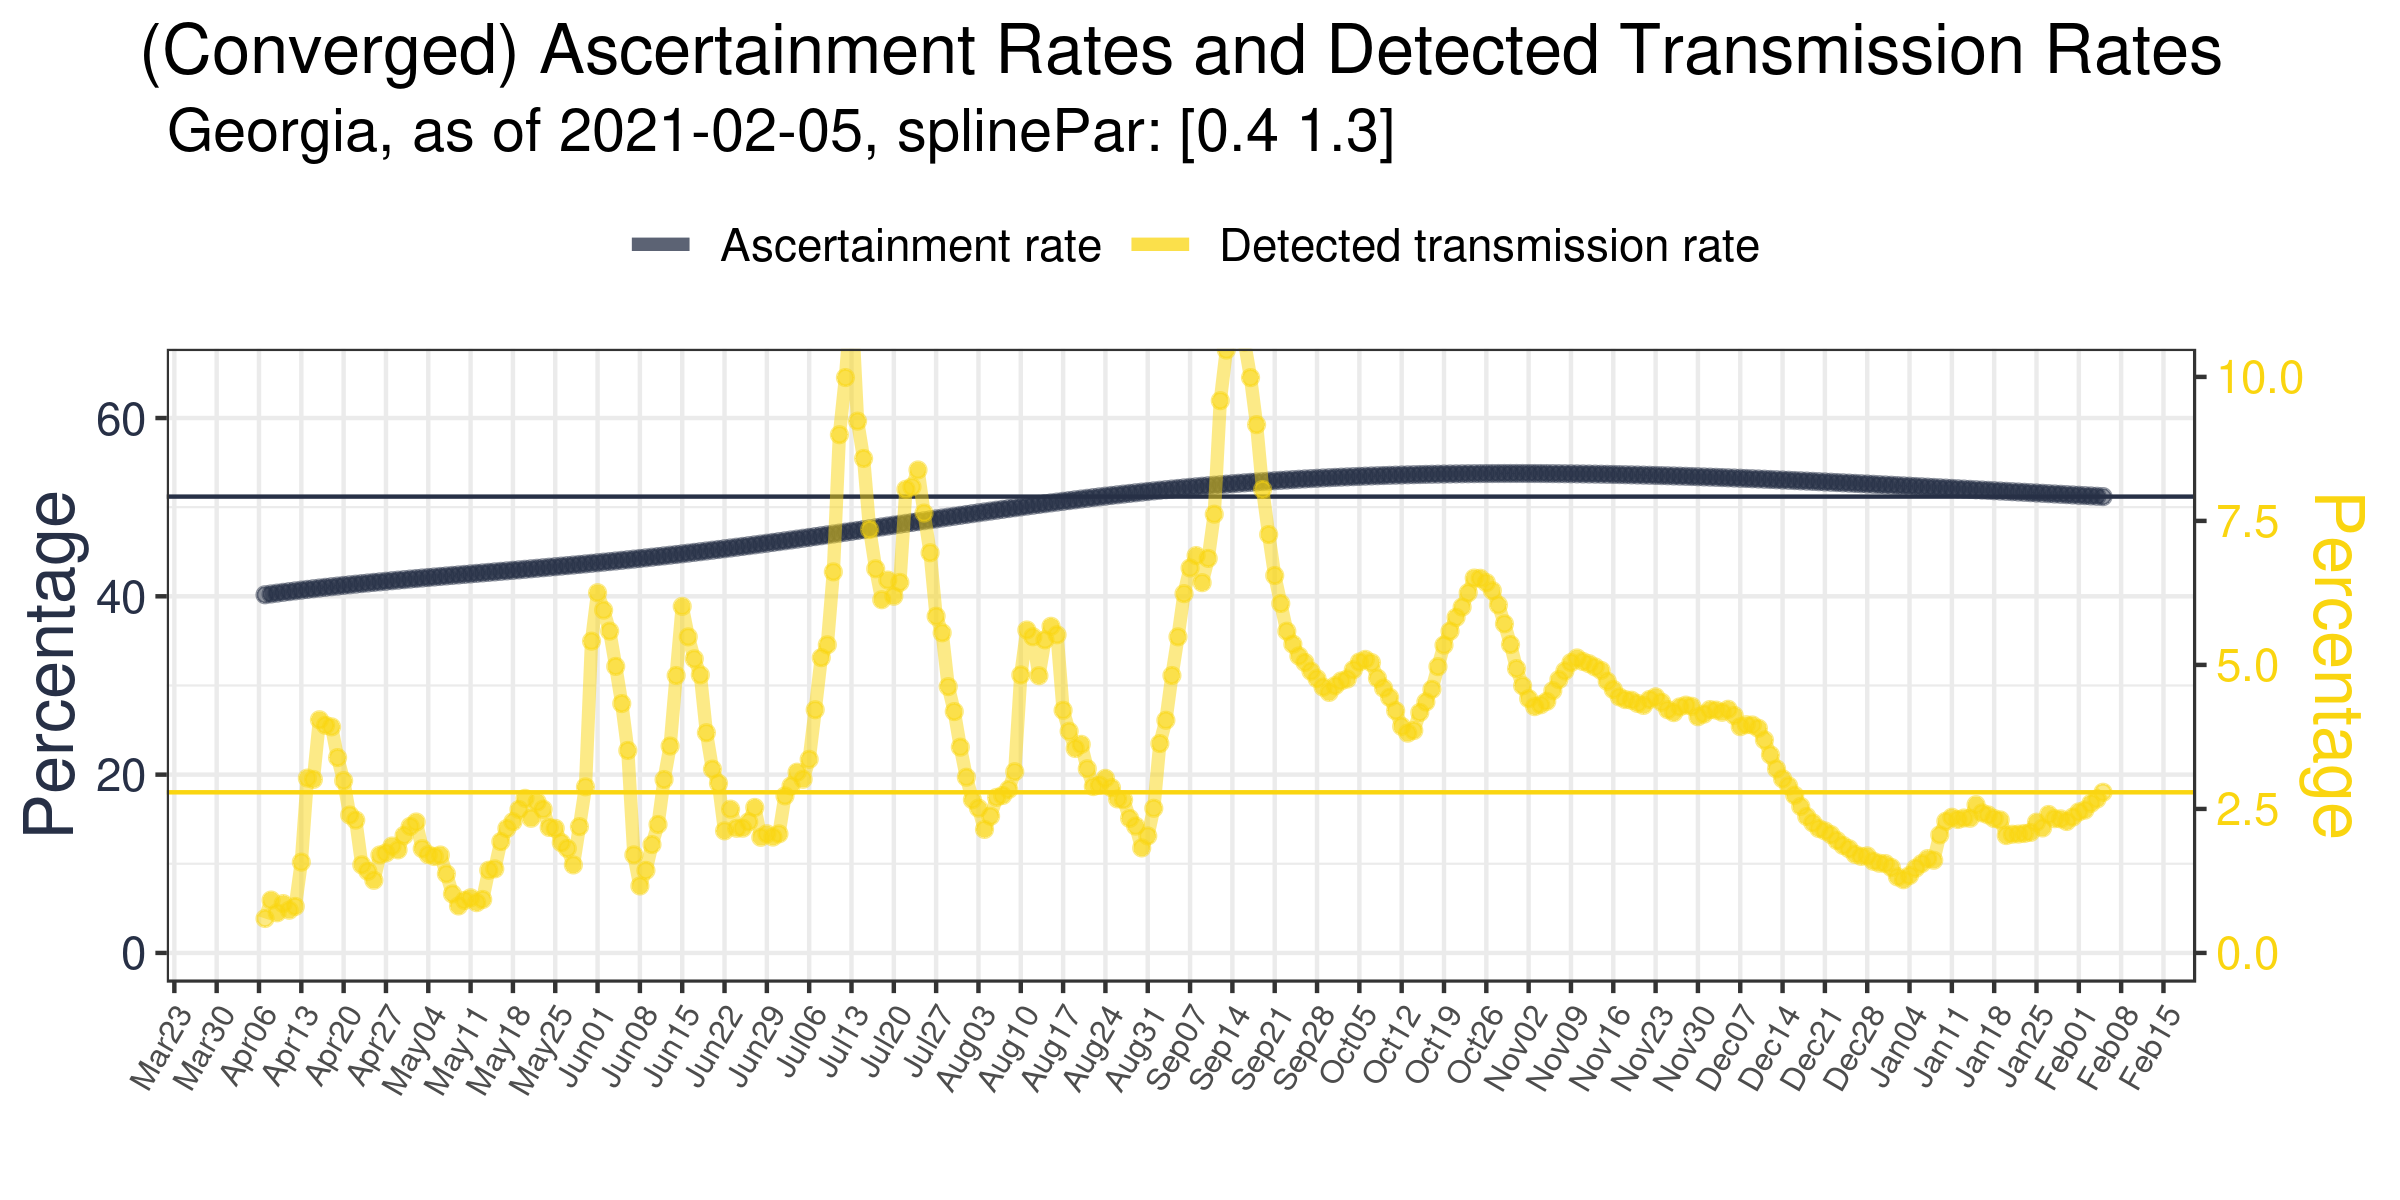 (Converged) Ascertainment Rates and Detected Transmission Rates
Georgia, as of 2021-02-05, splinePar: [0.4 1.3]
Ascertainment rate
Detected transmission rate
Percentage
60
40
20
0
10.0
7.5
5.0
2.5
0.0
Percentage
Mar23
Mar30
Apr06
Apr13
Apr20
Apr27
May04
May11
May18
May25
Jun01
Jun08
Jun15
Jun22
Jun29
Jul06
Jul13
Jul20
Jul27
Aug03
Aug10
Aug17
Aug24
Aug31
Sep07
Sep14
Sep21
Sep28
Oct05
Oct12
Oct19
Oct26
Nov02
Nov09
Nov16
Nov23
Nov30
Dec07
Dec14
Dec21
Dec28
Jan04
Jan11
Jan18
Jan25
Feb01
Feb08
Feb15